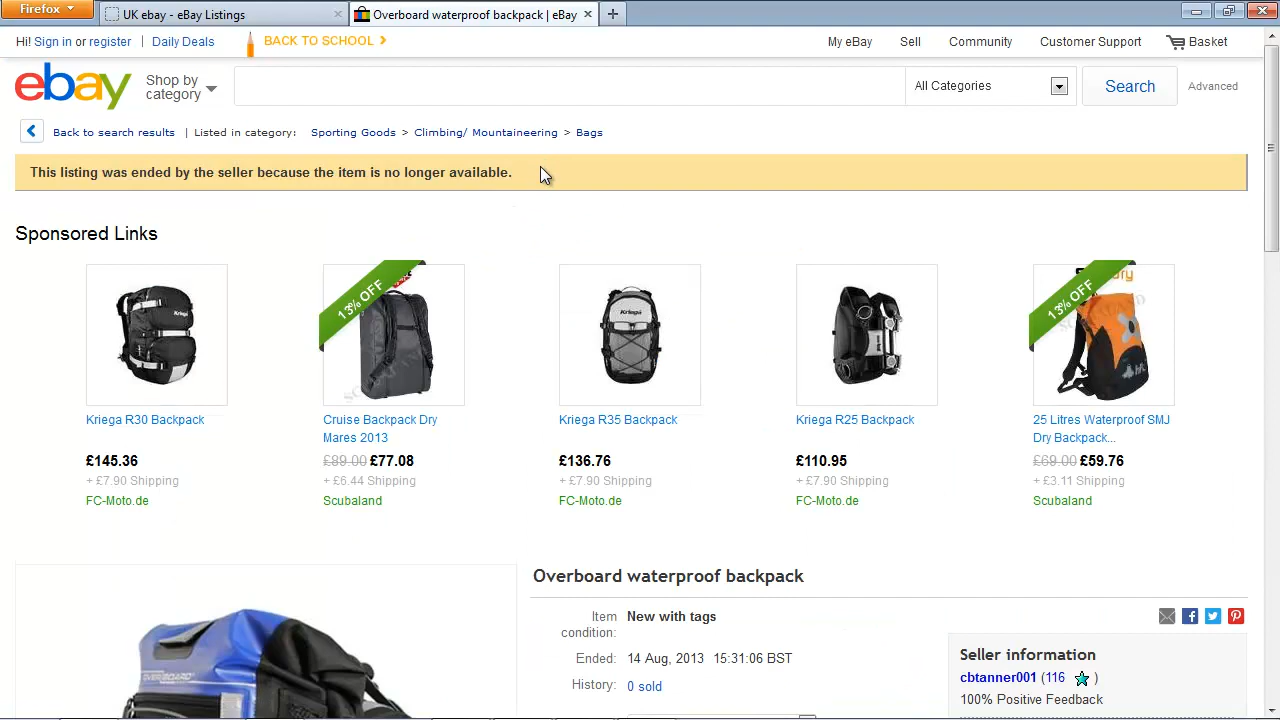 Firefox
UK ebay - eBay Listings
Overboard waterproof backpack | eBay
Hi! Sign in or register | Daily Deals
BACK TO SCHOOL
My eBay
Sell
Community
Customer Support
Basket
ebay
Shop by
category
All Categories
Search
Advanced
Back to search results | Listed in category: Sporting Goods > Climbing/ Mountaineering > Bags
This listing was ended by the seller because the item is no longer available.
Sponsored Links
13% OFF
13% OFF
Kriega
Kriega R30 Backpack
£145.36
+ £7.90 Shipping
FC-Moto.de
Cruise Backpack Dry
Mares 2013
£89.00 £77.08
+ £6.44 Shipping
Scubaland
Kriega R35 Backpack
£136.76
+ £7.90 Shipping
FC-Moto.de
Kriega R25 Backpack
£110.95
+ £7.90 Shipping
FC-Moto.de
25 Litres Waterproof SMJ
Dry Backpack...
£69.00 £59.76
+ £3.11 Shipping
Scubaland
OVERBOARD
Overboard waterproof backpack
Item
condition:
New with tags
Ended: 14 Aug, 2013 15:31:06 BST
History: 0 sold
Seller information
cbtanner001 (116 )
100% Positive Feedback